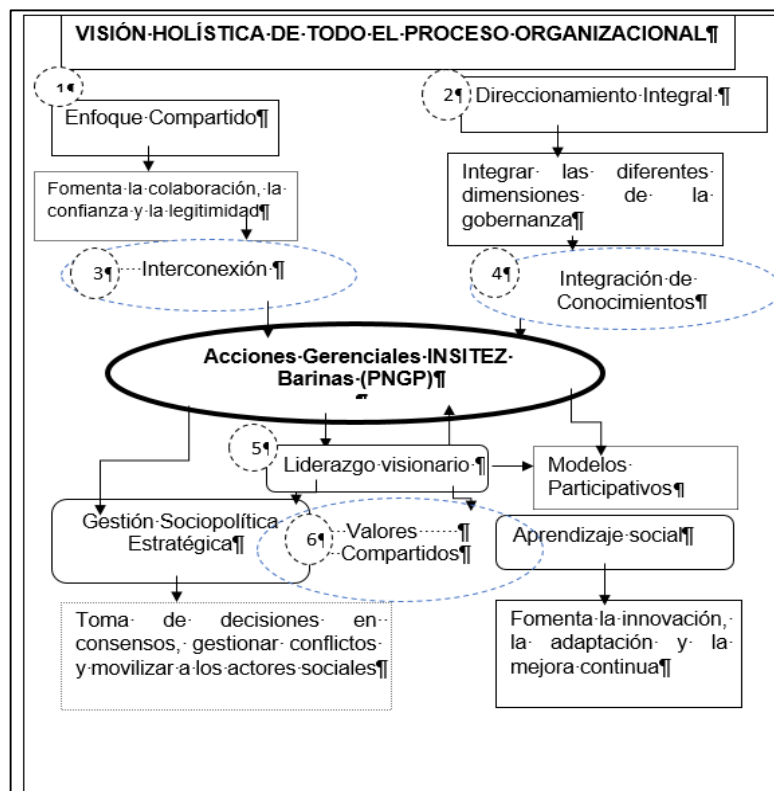 VISIÓN·HOLÍSTICA·DE·TODO·EL·PROCESO·ORGANIZACIONAL¶
1¶
Enfoque·Compartido¶
2¶
Direccionamiento·Integral·¶
Fomenta·la·colaboración,·la·
confianza·y·la·legitimidad¶
Integrar las diferentes
dimensiones de la
gobernanza¶
3¶
Interconexión·¶
4¶
Integración·de·
Conocimientos¶
Acciones·Gerenciales·INSITEZ·
Barinas·(PNGP)¶
¶
5¶
Liderazgo·visionario·¶
Modelos·
Participativos¶
Gestión·Sociopolítica·
Estratégica¶
6¶
Valores······¶
Compartidos¶
Aprendizaje·social¶
Toma de decisiones en··
consensos,·gestionar·conflictos·
y·movilizar·a·los·actores·sociales¶
Fomenta·la·innovación,·
la·adaptación y la·
mejora·continua¶